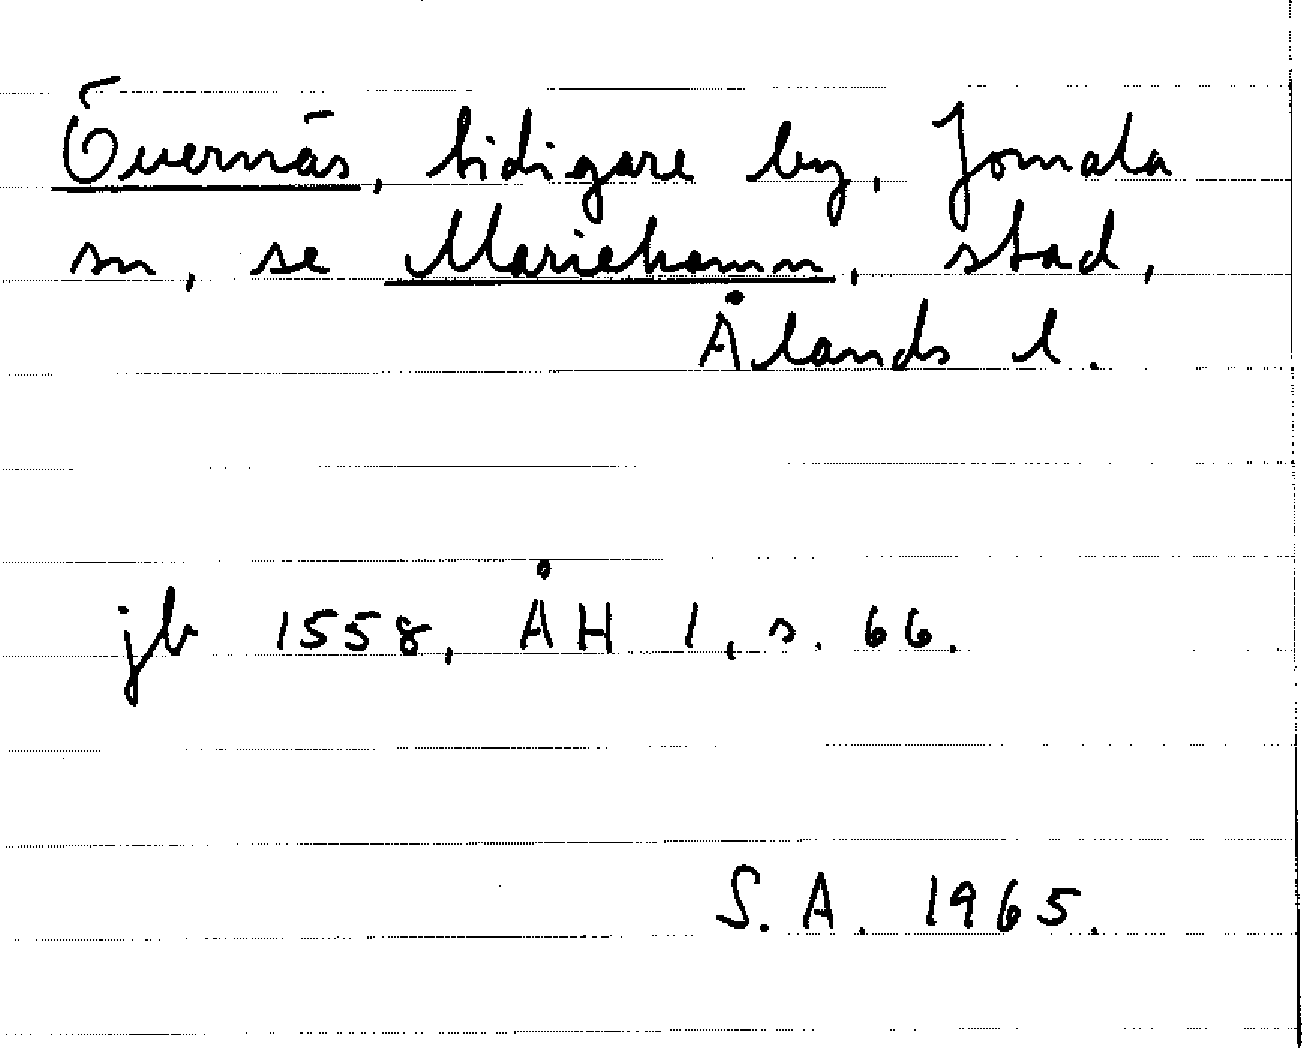 Övernäs, tidigare by, Jomala
sn, se Mariehamn, stad,
Ålands l.
jb 1558, ÅH 1, s. 66.
S. A. 1965.